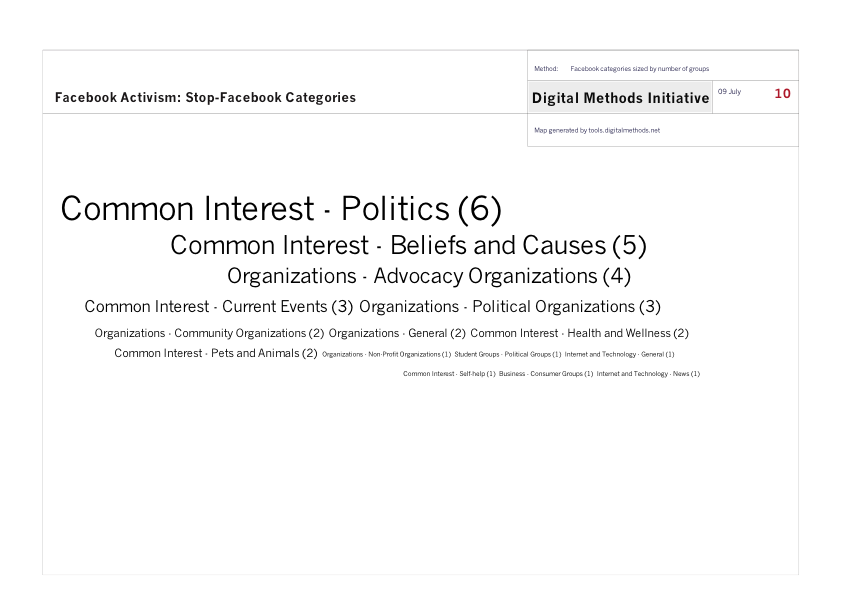 Method: Facebook categories sized by number of groups
Facebook Activism: Stop-Facebook Categories
Digital Methods Initiative
09 July
10
Map generated by tools.digitalmethods.net
Common Interest - Politics (6)
Common Interest - Beliefs and Causes (5)
Organizations - Advocacy Organizations (4)
Common Interest - Current Events (3) Organizations - Political Organizations (3)
Organizations - Community Organizations (2) Organizations - General (2) Common Interest - Health and Wellness (2)
Common Interest - Pets and Animals (2) Organizations - Non-Profit Organizations (1) Student Groups - Political Groups (1) Internet and Technology - General (1)
Common Interest - Self-help (1) Business - Consumer Groups (1) Internet and Technology - News (1)